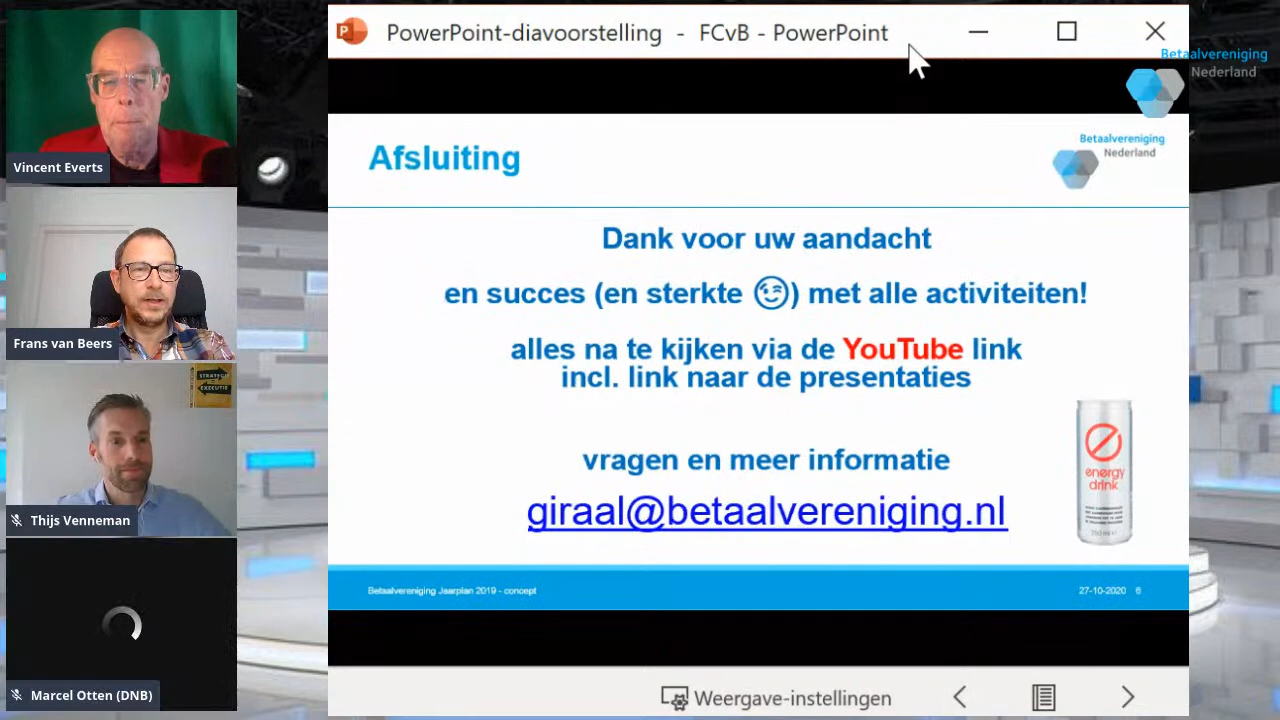 PowerPoint-diavoorstelling - FCvB - PowerPoint
Betaalvereniging
Nederland
Vincent Everts
Frans van Beers
STRATEGIE
EXECUTIE
Thijs Venneman
Marcel Otten (DNB)
Afsluiting
Betaalvereniging
Nederland
Dank voor uw aandacht
en succes (en sterkte 😉) met alle activiteiten!
alles na te kijken via de YouTube link
incl. link naar de presentaties
vragen en meer informatie
giraal@betaalvereniging.nl
energy
drink
Betaalvereniging Jaarplan 2019 - concept
27-10-2020 6
Weergave-instellingen